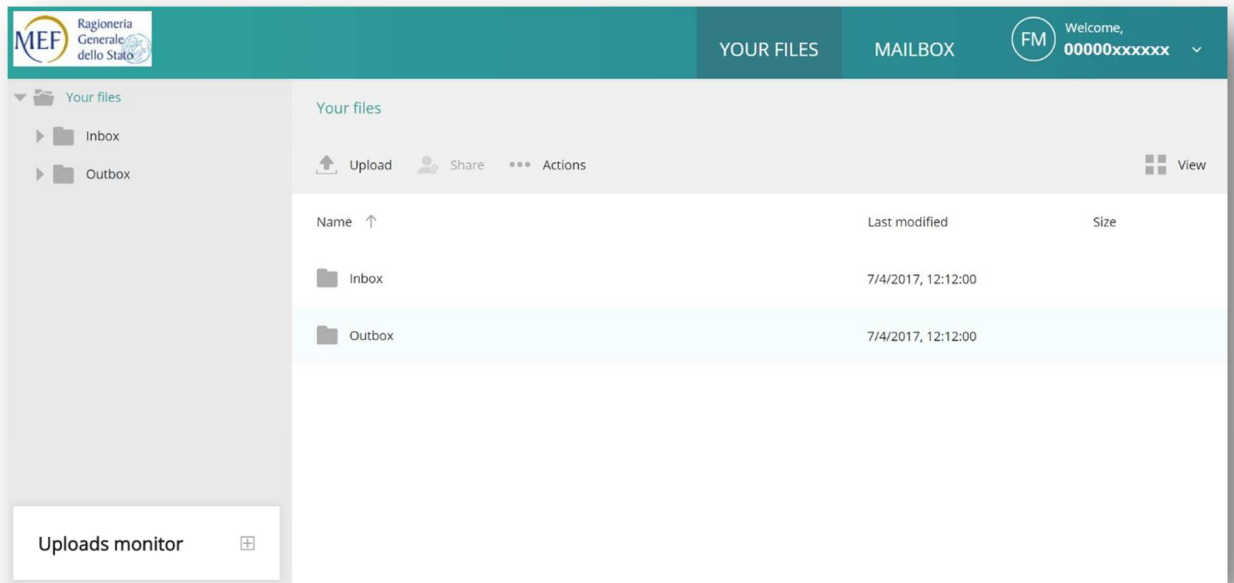 MEF
Ragioneria
Generale
dello Stato
YOUR FILES
MAILBOX
FM
Welcome,
00000xxxxxx
Your files
Inbox
Outbox
Your files
Upload
Share
Actions
View
Name
Last modified
Size
Inbox
7/4/2017, 12:12:00
Outbox
7/4/2017, 12:12:00
Uploads monitor